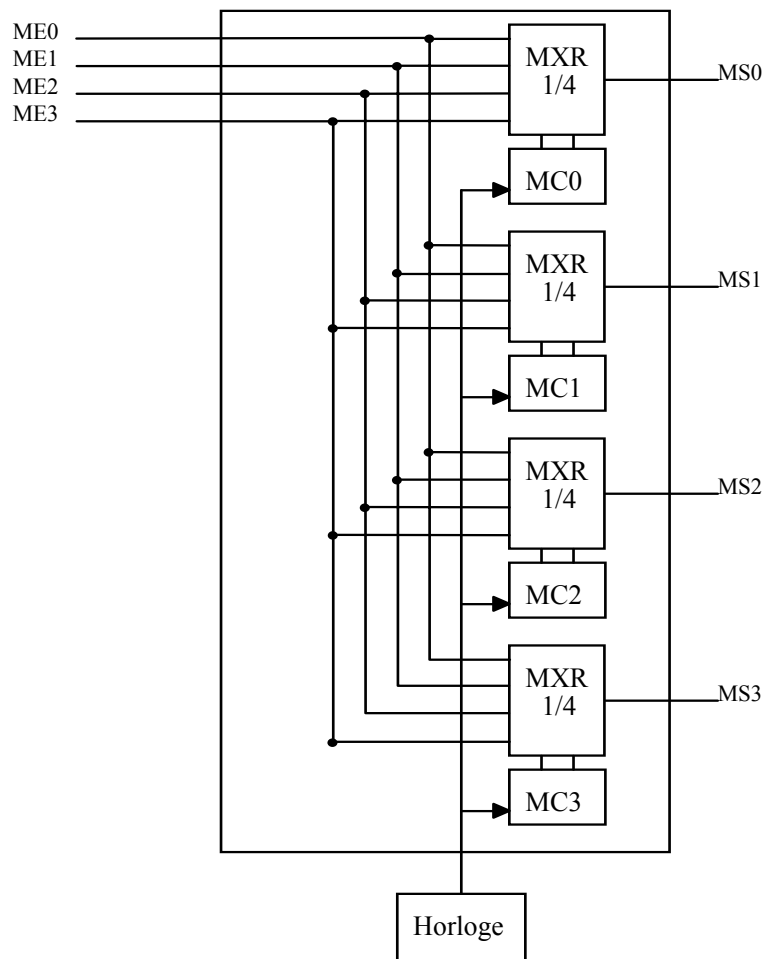 ME0
ME1
ME2
ME3
MXR
1/4
MS0
MC0
MXR
1/4
MS1
MC1
MXR
1/4
MS2
MC2
MXR
1/4
MS3
MC3
Horloge